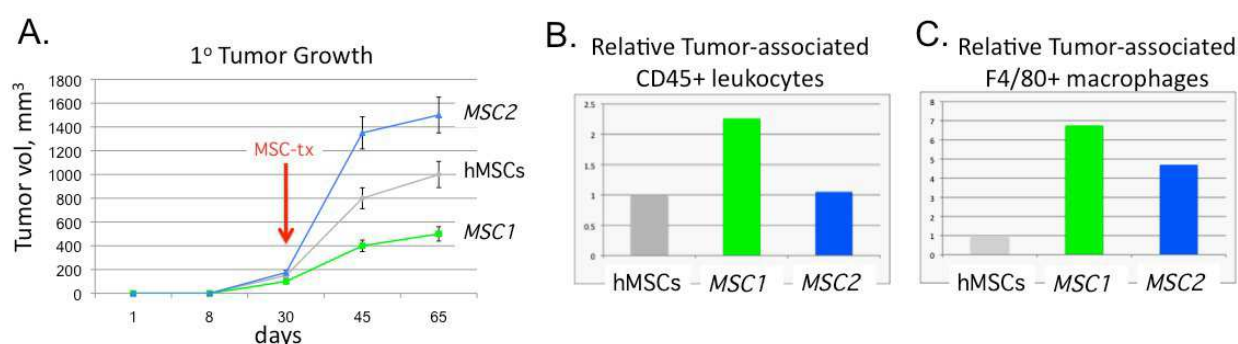 A.
1º Tumor Growth
Tumor vol, mm³
1800
1600
1400
1200
1000
800
600
400
200
0
MSC-tx
MSC2
hMSCs
MSC1
1 8 30 45 65
days
B. Relative Tumor-associated
CD45+ leukocytes
2.5
2
1.5
1
0.5
0
hMSCs MSC1 MSC2
C. Relative Tumor-associated
F4/80+ macrophages
8
7
6
5
4
3
2
1
0
hMSCs MSC1 MSC2